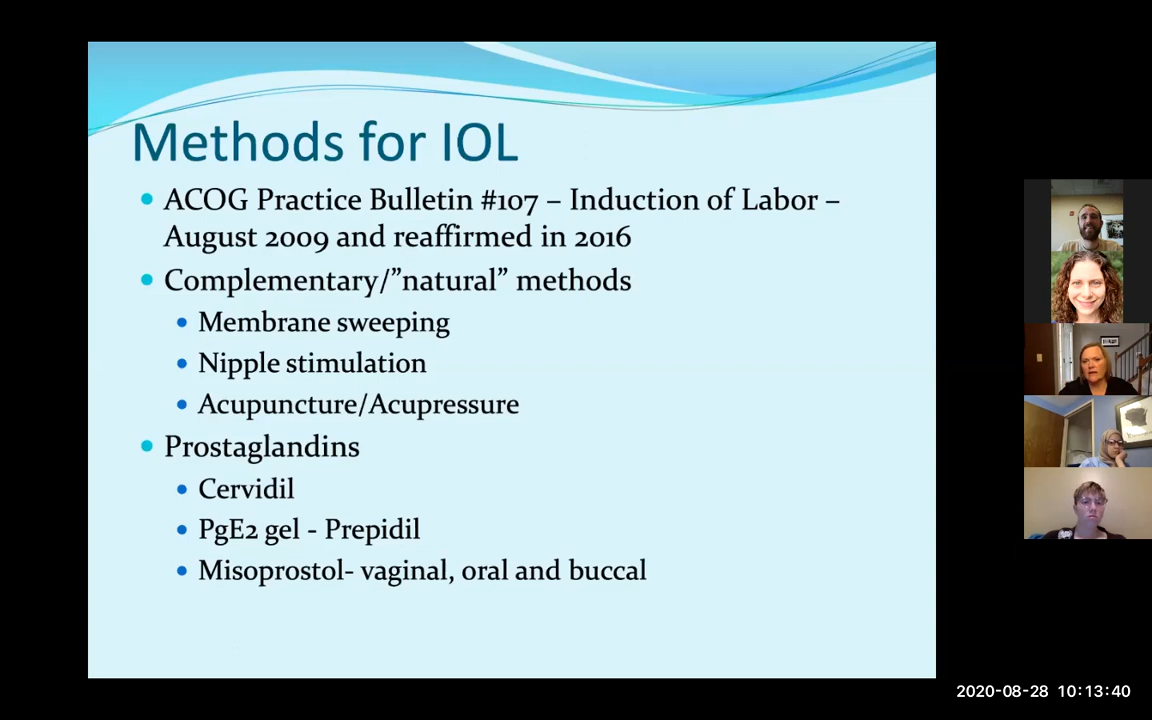 Methods for IOL
• ACOG Practice Bulletin #107 – Induction of Labor –
August 2009 and reaffirmed in 2016
• Complementary/”natural” methods
• Membrane sweeping
• Nipple stimulation
• Acupuncture/Acupressure
• Prostaglandins
• Cervidil
• PgE2 gel - Prepidil
• Misoprostol- vaginal, oral and buccal
2020-08-28 10:13:40